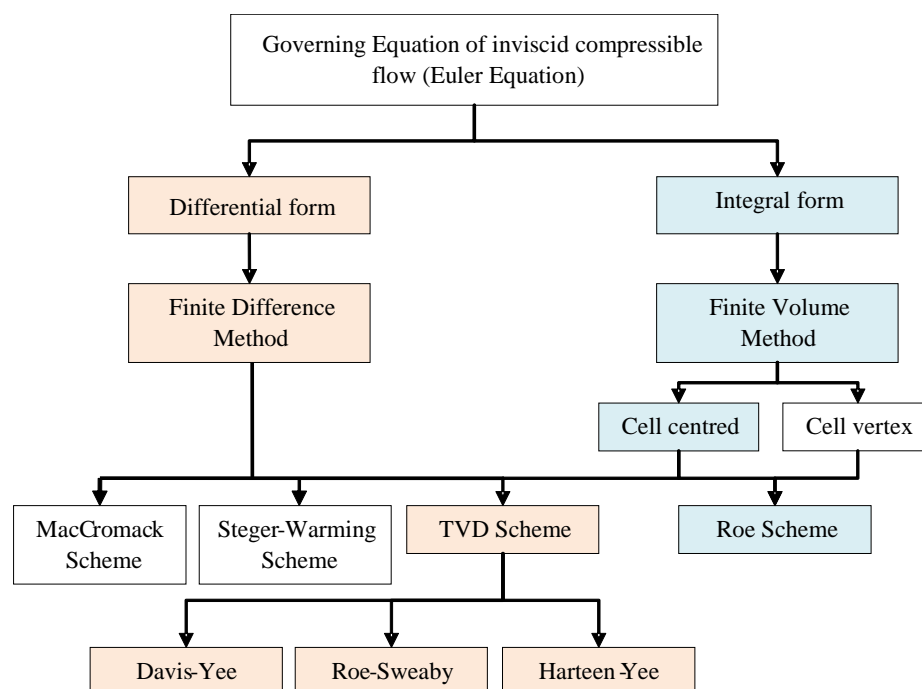 Governing Equation of inviscid compressible
flow (Euler Equation)
Differential form
Integral form
Finite Difference
Method
Finite Volume
Method
Cell centred
Cell vertex
MacCromack
Scheme
Steger-Warming
Scheme
TVD Scheme
Roe Scheme
Davis-Yee
Roe-Sweaby
Harteen-Yee